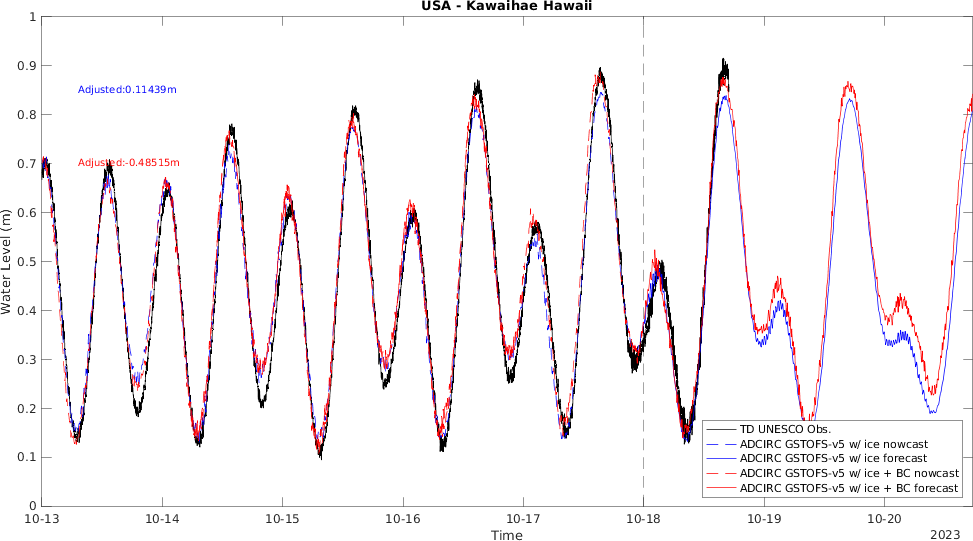 USA - Kawaihae Hawaii
Adjusted:0.11439m
Adjusted:-0.48515m
Water Level (m)
1
0.9
0.8
0.7
0.6
0.5
0.4
0.3
0.2
0.1
0
10-13 10-14 10-15 10-16 10-17 10-18 10-19 10-20
Time
2023
TD UNESCO Obs.
ADCIRC GSTOFS-v5 w/ ice nowcast
ADCIRC GSTOFS-v5 w/ ice forecast
ADCIRC GSTOFS-v5 w/ ice + BC nowcast
ADCIRC GSTOFS-v5 w/ ice + BC forecast